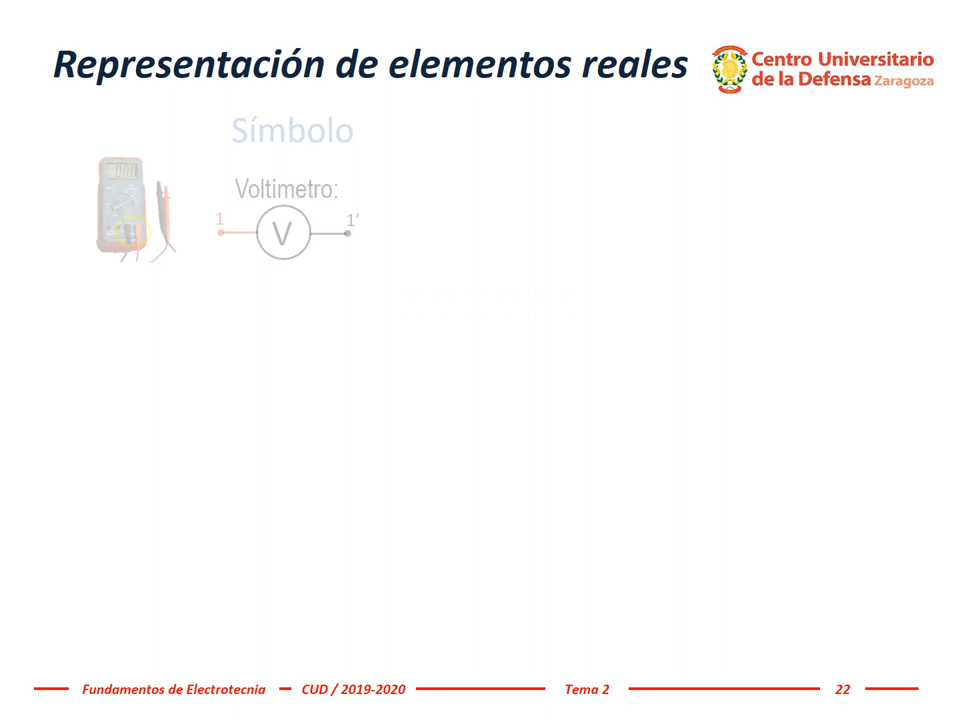 Representación de elementos reales
Centro Universitario
de la Defensa Zaragoza
Símbolo
Voltímetro:
1
1’
V
Fundamentos de Electrotecnia
CUD / 2019-2020
Tema 2
22